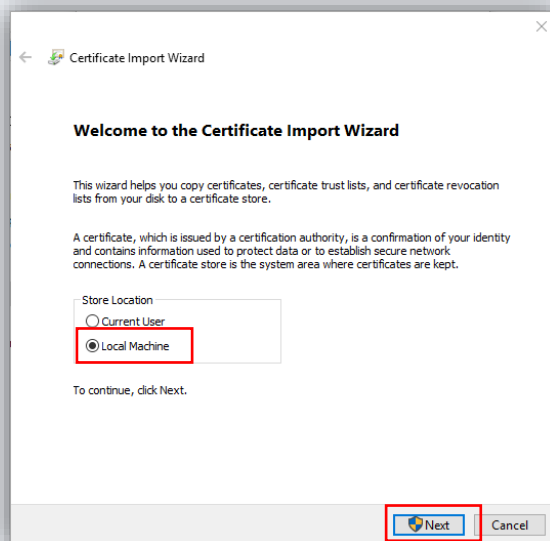 Certificate Import Wizard
Welcome to the Certificate Import Wizard
This wizard helps you copy certificates, certificate trust lists, and certificate revocation
lists from your disk to a certificate store.
A certificate, which is issued by a certification authority, is a confirmation of your identity
and contains information used to protect data or to establish secure network
connections. A certificate store is the system area where certificates are kept.
Store Location
Current User
Local Machine
To continue, click Next.
Next Cancel